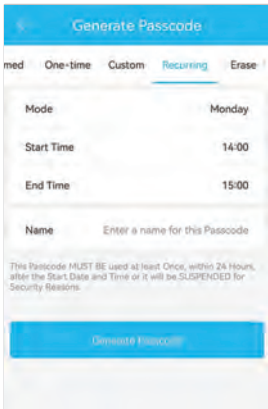 Generate Passcode
med One-time Custom Recurring Erase
Mode Monday
Start Time 14:00
End Time 15:00
Name Enter a name for this Passcode
This Passcode MUST BE used at least Once, within 24 Hours,
after the Start Date and Time or it will be SUSPENDED for
Security Reasons.
Generate Passcode